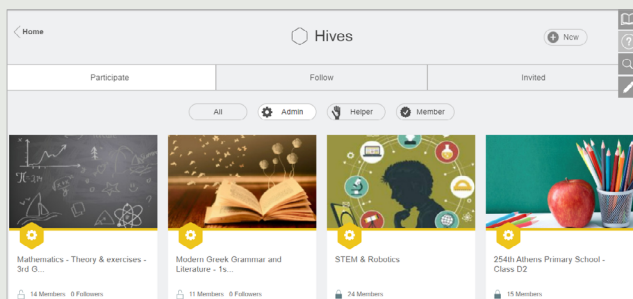 Home
Hives
New
Participate
Follow
Invited
All
Admin
Helper
Member
Mathematics - Theory & exercises -
3rd G...
Modern Greek Grammar and
Literature - 1s...
STEM & Robotics
254th Athens Primary School -
Class D2
14 Members 0 Followers
11 Members 0 Followers
24 Members
15 Members